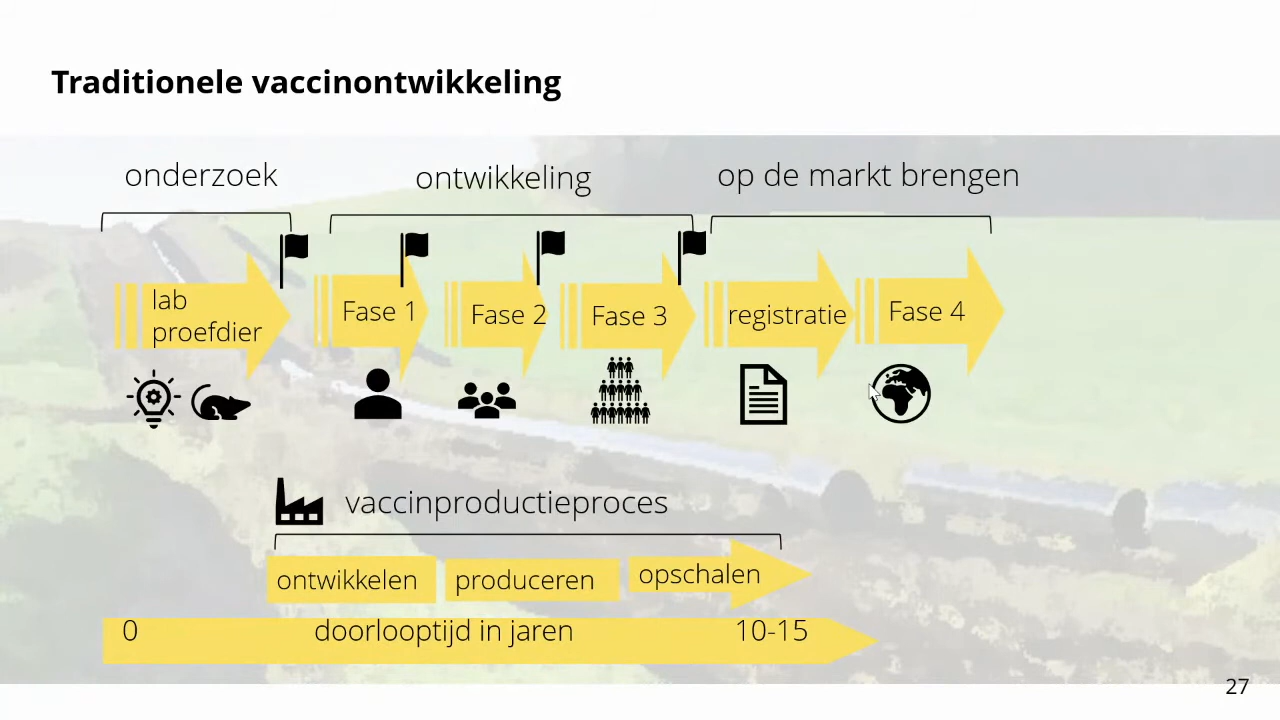 Traditionele vaccinontwikkeling
onderzoek
ontwikkeling
op de markt brengen
lab
proefdier
Fase 1
Fase 2
Fase 3
registratie
Fase 4
vaccinproductieproces
ontwikkelen
produceren
opschalen
0
doorlooptijd in jaren
10-15
27